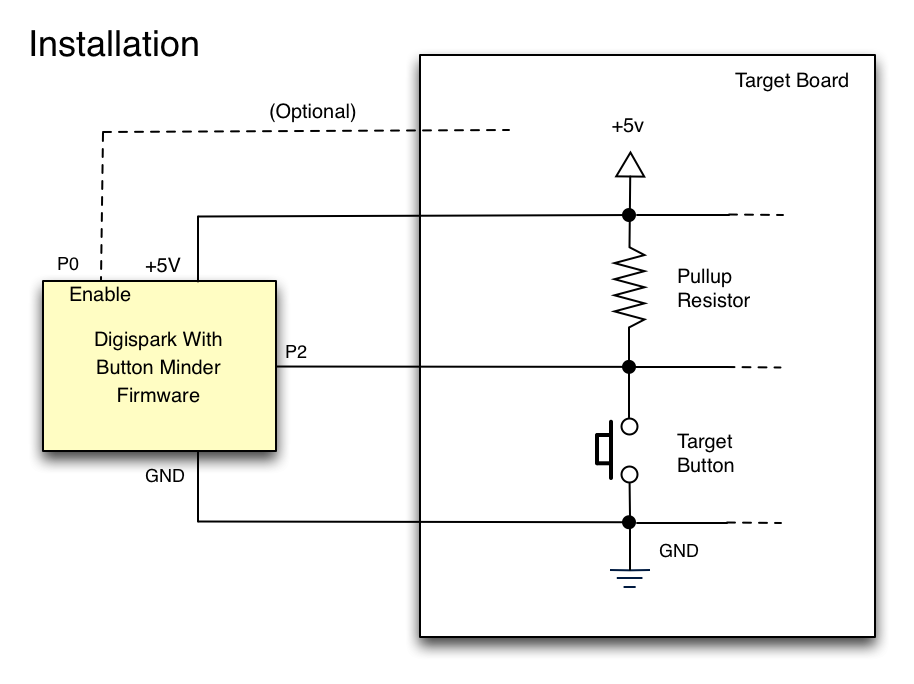 Installation
Target Board
(Optional)
+5v
P0
+5V
Enable
Pullup
Resistor
Digispark With
Button Minder
Firmware
P2
Target
Button
GND
GND